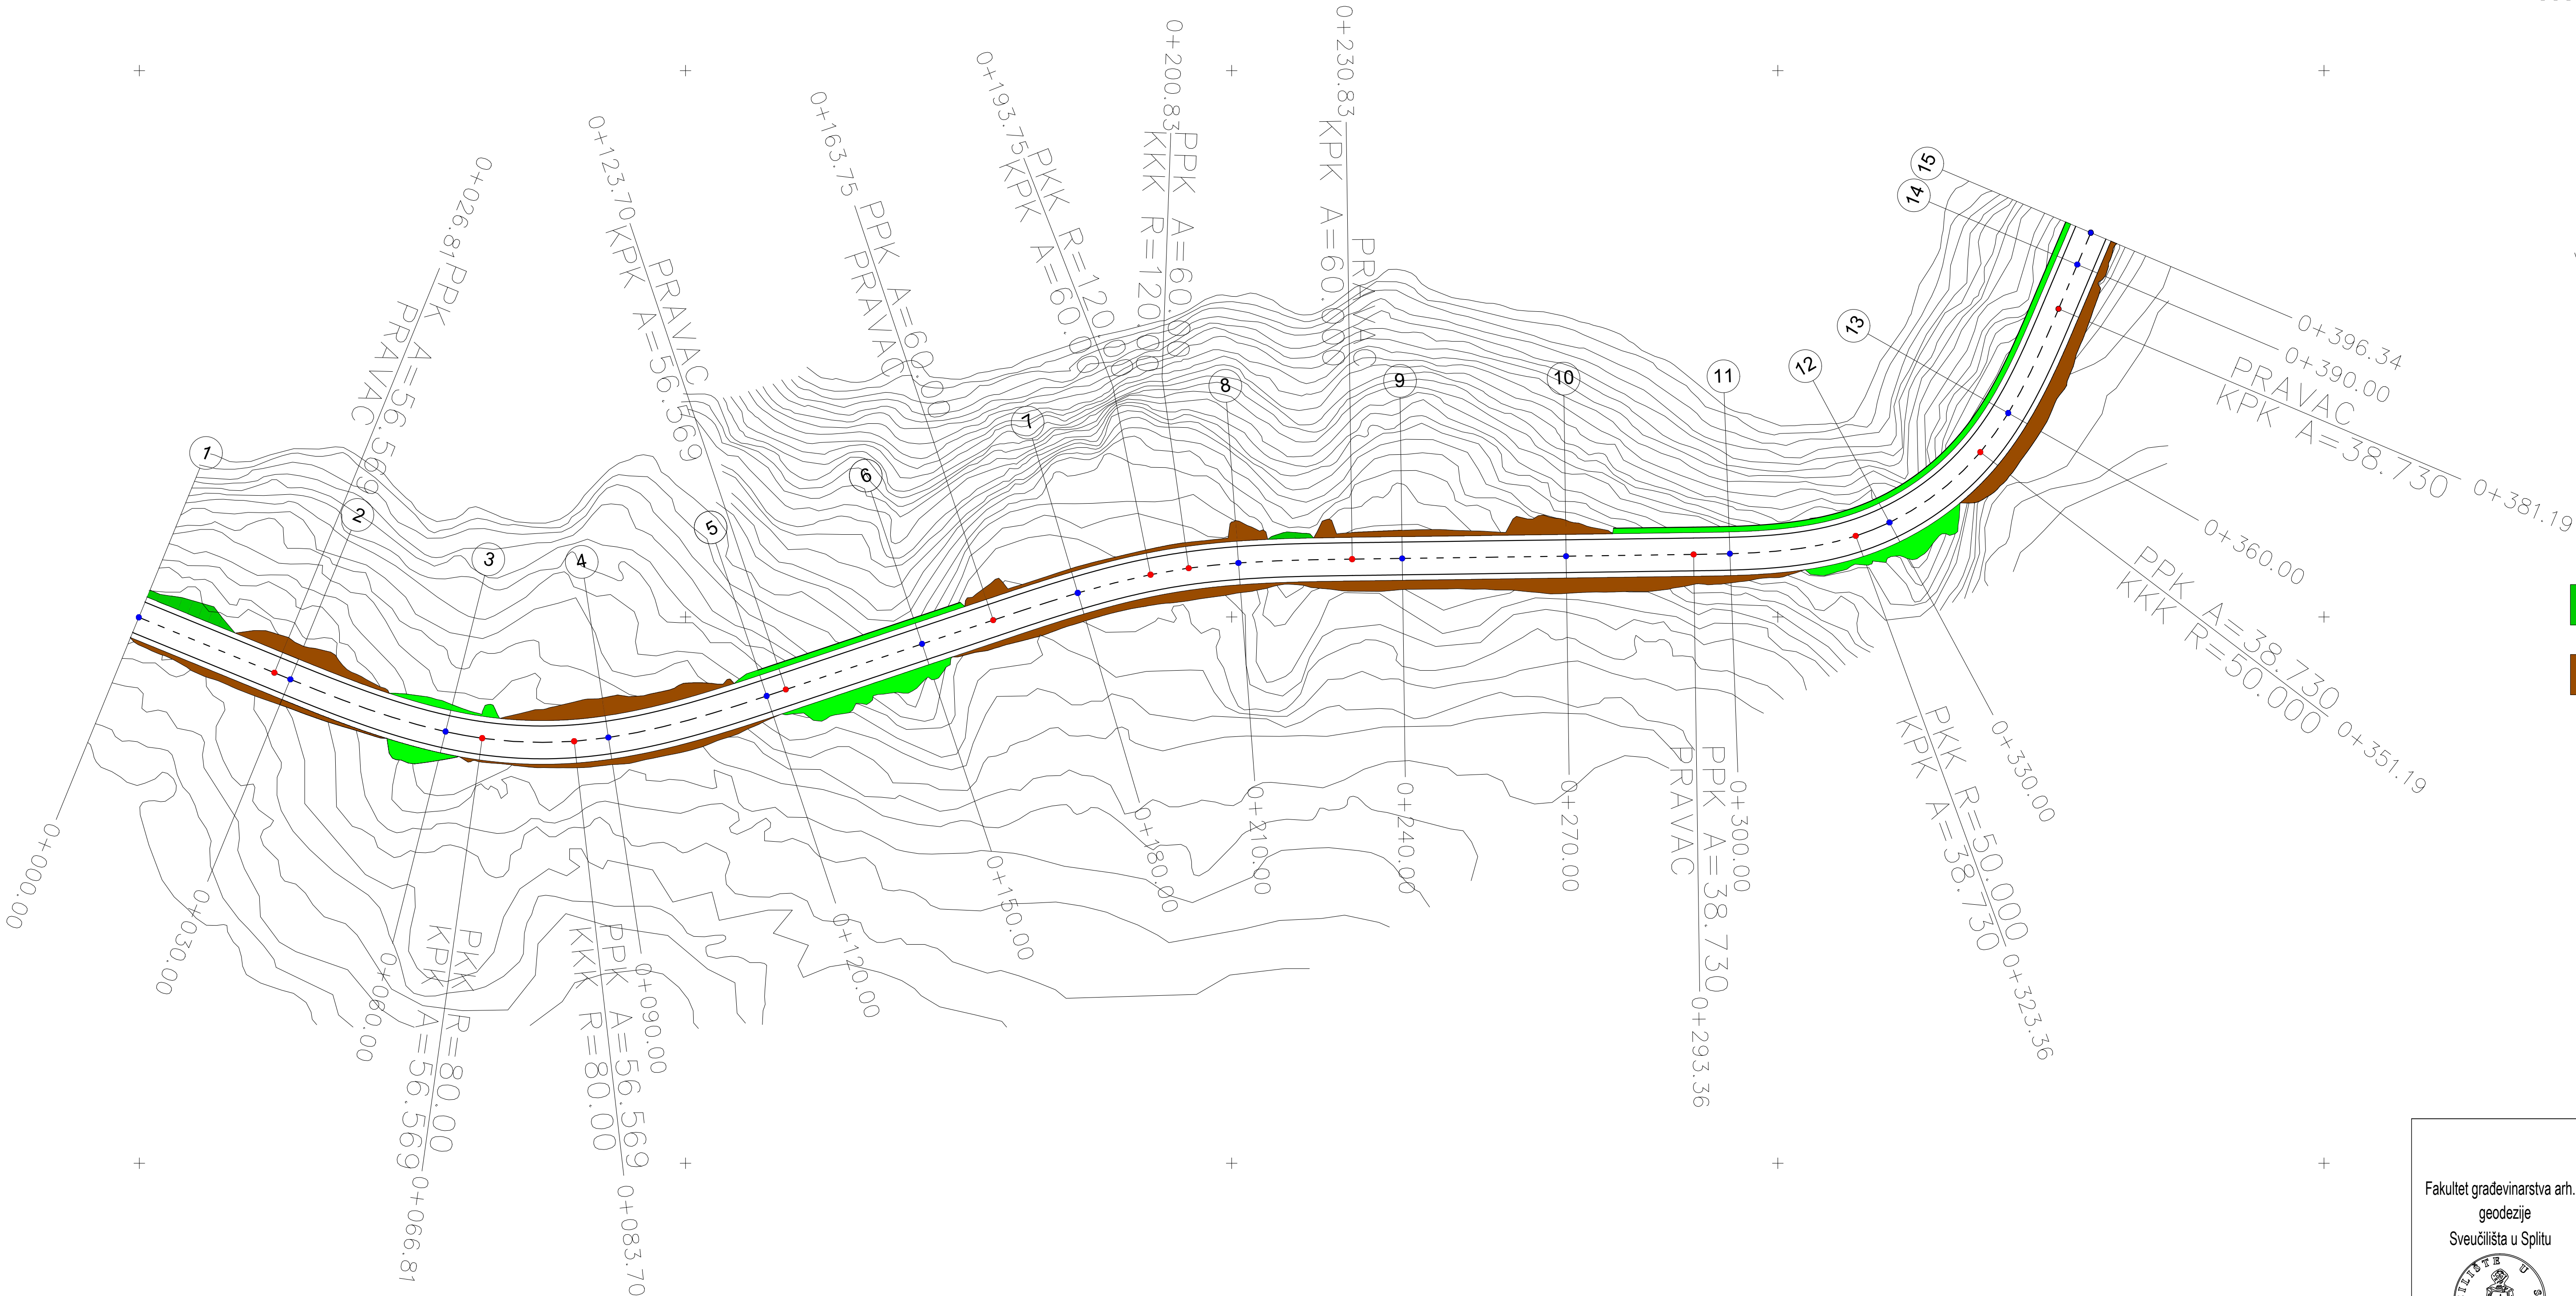 1
2
3
4
5
6
7
8
9
10
11
12
13
14
15
0+026.81
PPK A=56.569
PRAVAC
0+123.70
PRAVAC
KPK A=56.569
0+163.75
PPK A=60.00
PRAVAC
0+193.75
PKK R=120.00
KPK A=60.00
0+200.83
PPK A=60.00
KKK R=120.00
0+230.83
PRAVAC
KPK A=60.000
0+396.34
0+390.00
PRAVAC
KPK A=38.730
0+381.19
0+360.00
PPK A=38.730
KKK R=50.000
0+351.19
0+330.00
PKK R=50.000
KPK A=38.730
0+323.36
0+300.00
PPK A=38.730
PRAVAC
0+293.36
0+270.00
0+240.00
0+210.00
0+180.00
0+150.00
0+120.00
0+090.00
PPK A=56.569
KKK R=80.00
0+083.70
PKK R=80.00
KPK A=56.569
0+066.81
0+060.00
0+030.00
0+000.00
Fakultet građevinarstva arh.
geodezije
Sveučilišta u Splitu